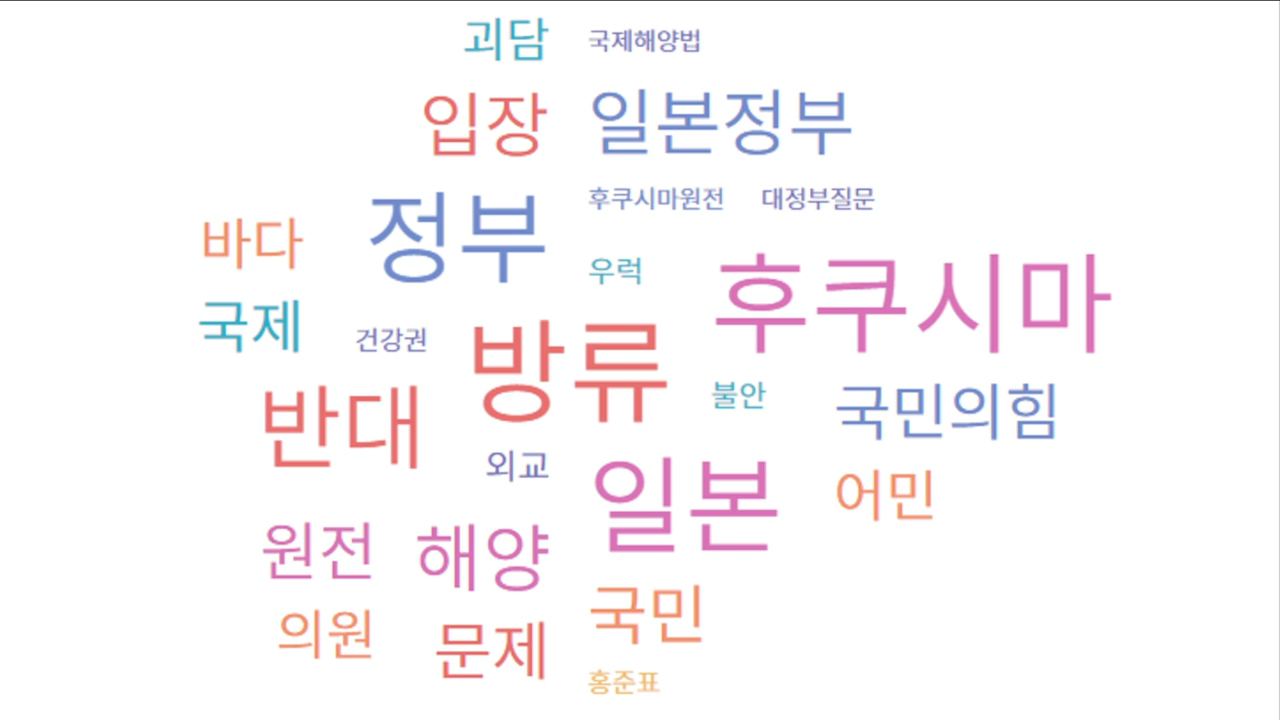 괴담 국제해양법
입장 일본정부
후쿠시마원전 대정부질문
바다 정부
우럭
후쿠시마
국제 건강권
방류
불안 국민의힘
반대
외교
일본 어민
원전 해양
국민
의원 문제
홍준표